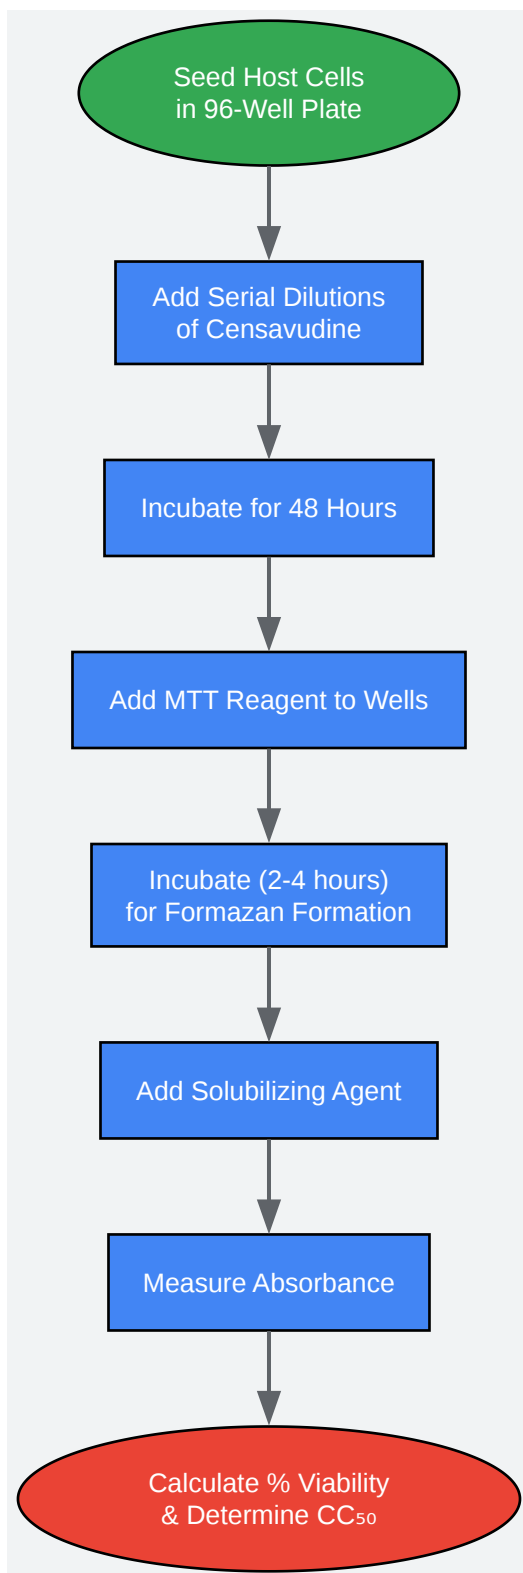 Seed Host Cells
in 96-Well Plate
Add Serial Dilutions
of Censavudine
Incubate for 48 Hours
Add MTT Reagent to Wells
Incubate (2-4 hours)
for Formazan Formation
Add Solubilizing Agent
Measure Absorbance
Calculate % Viability
& Determine CC₅₀